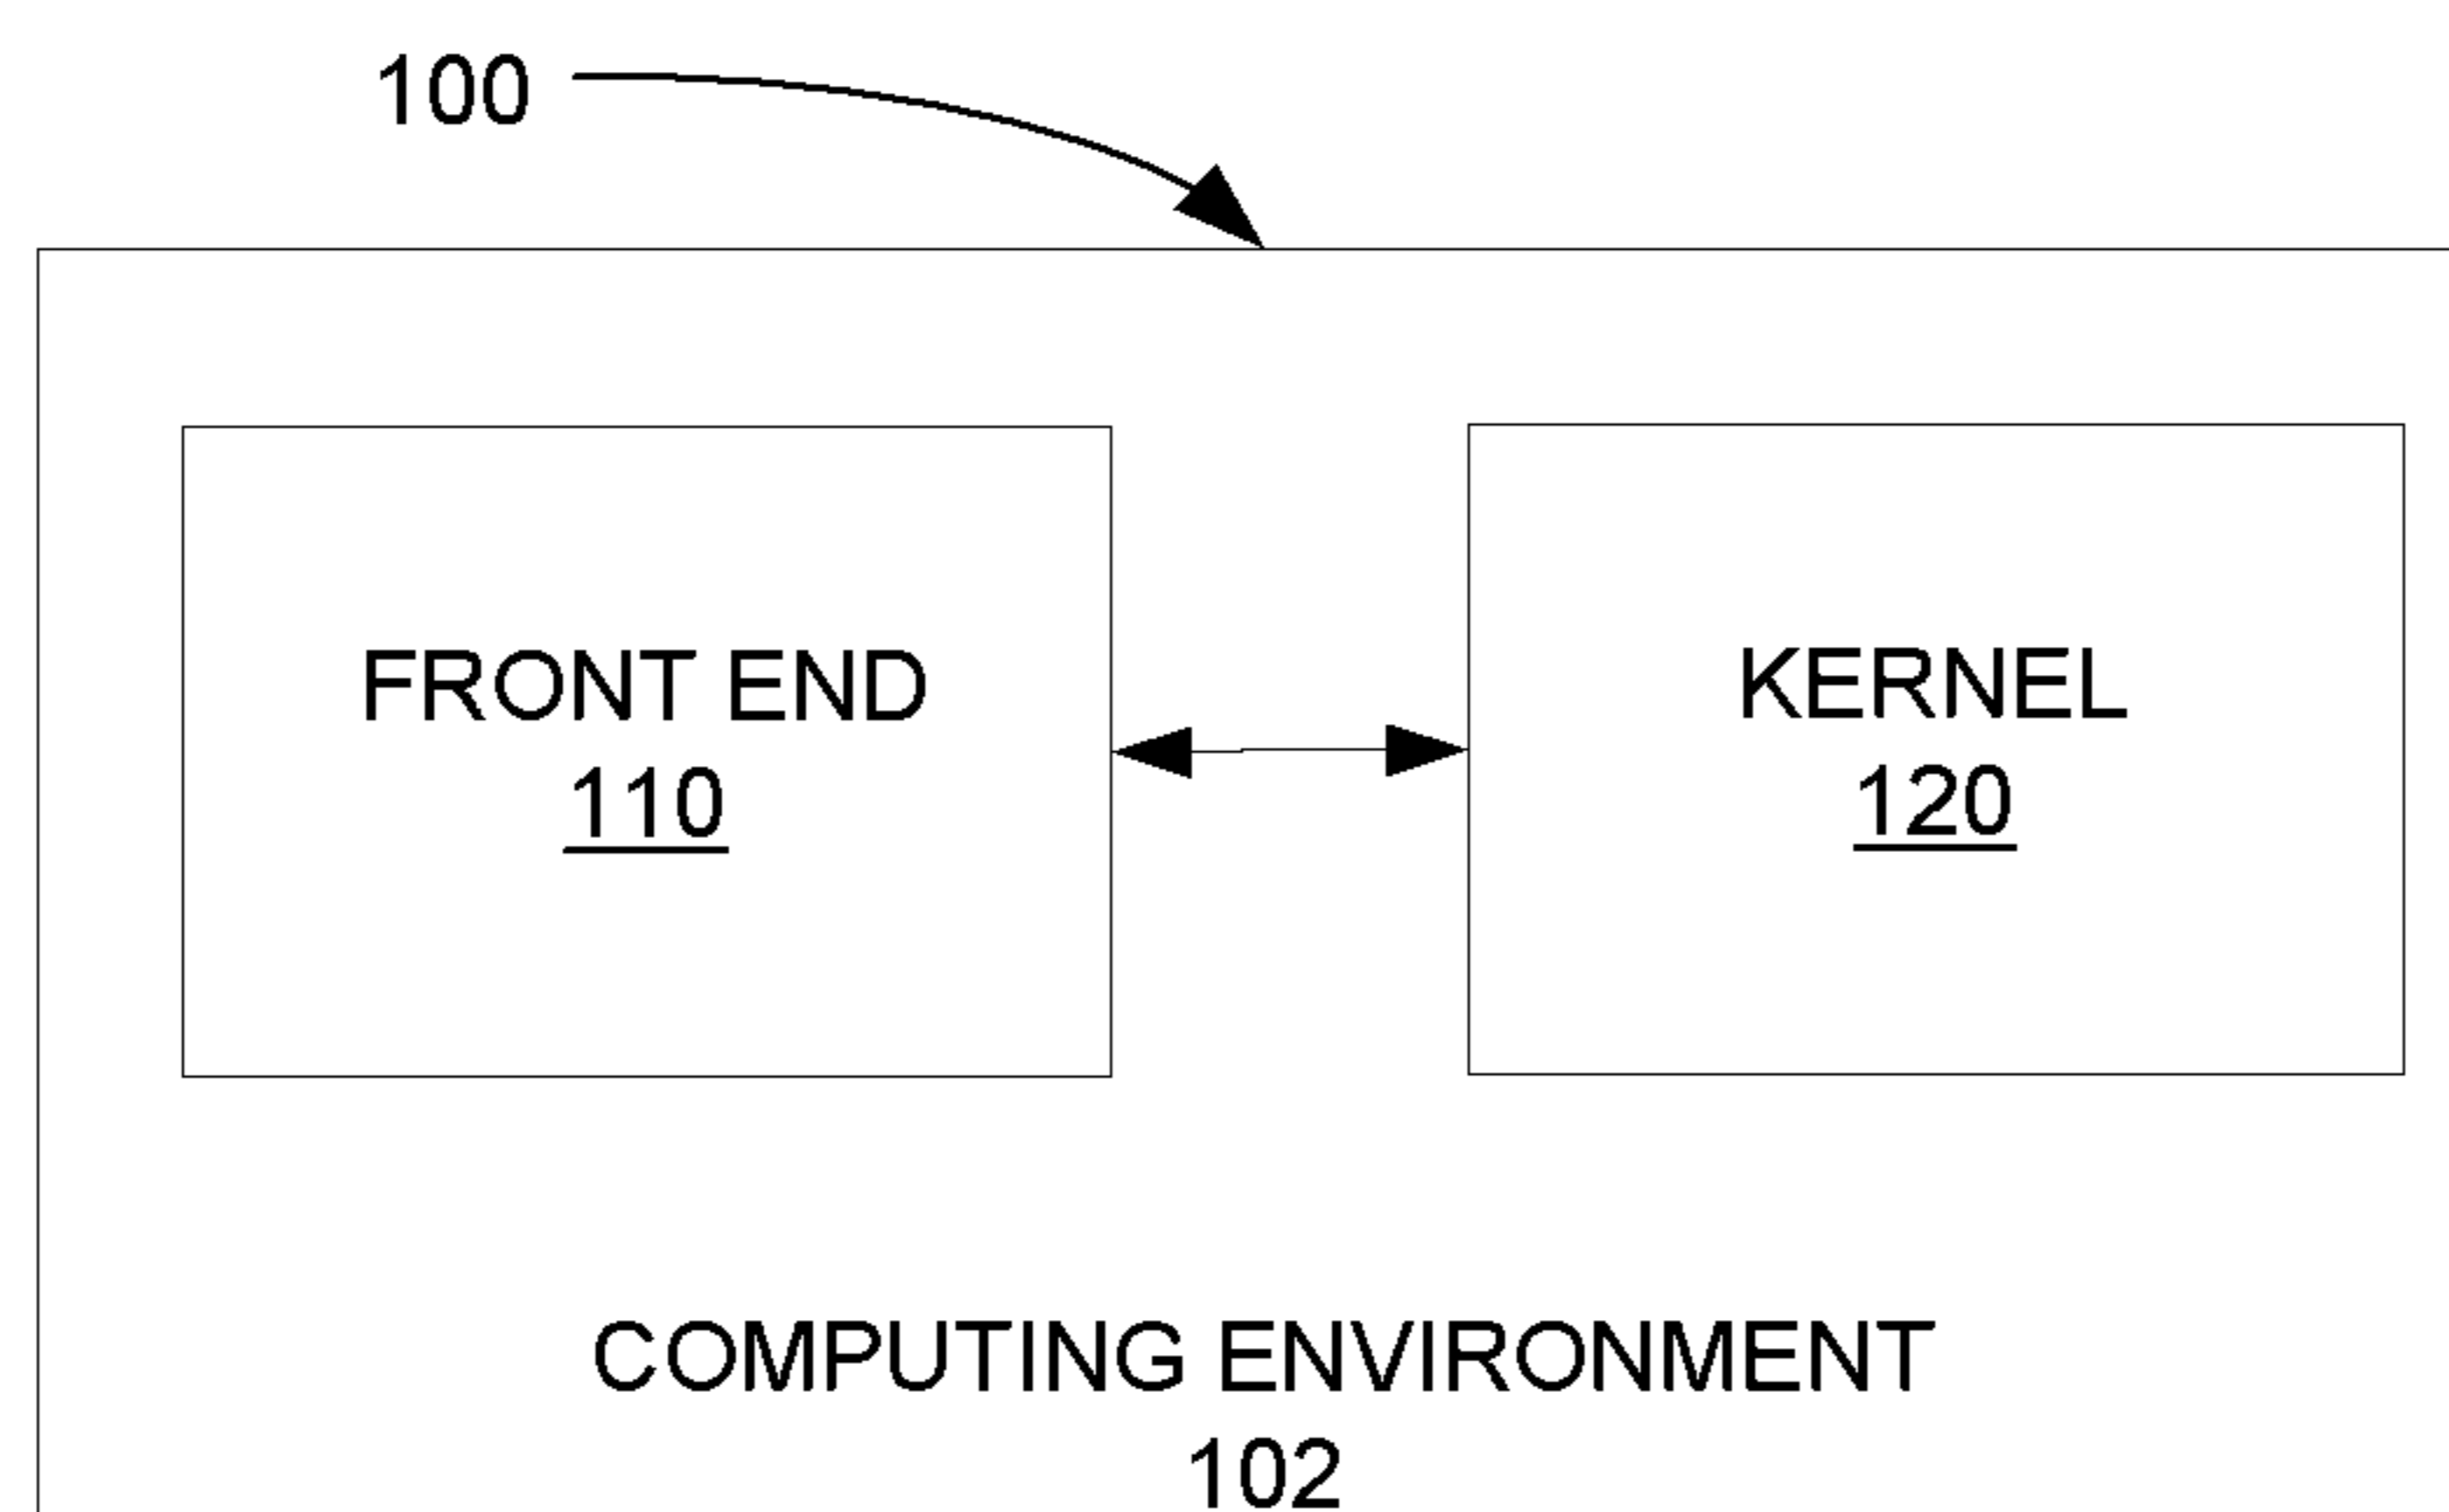 100
FRONT END
110
KERNEL
120
COMPUTING ENVIRONMENT
102